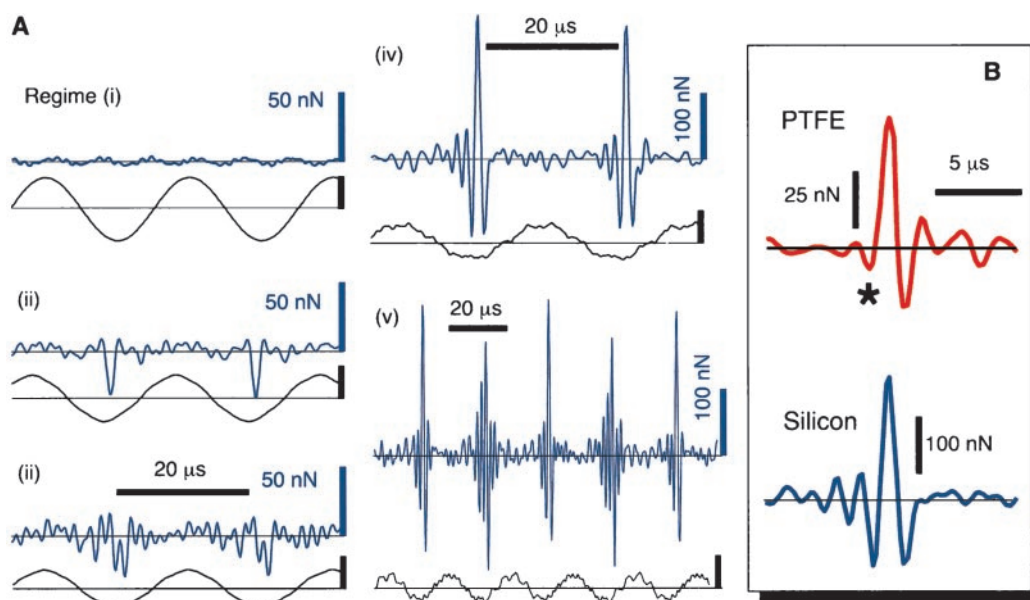 A
Regime (i)
50 nN
(ii)
50 nN
(ii)
20 μs
50 nN
(iv)
20 μs
100 nN
(v)
20 μs
100 nN
B
PTFE
25 nN
5 μs
*
Silicon
100 nN